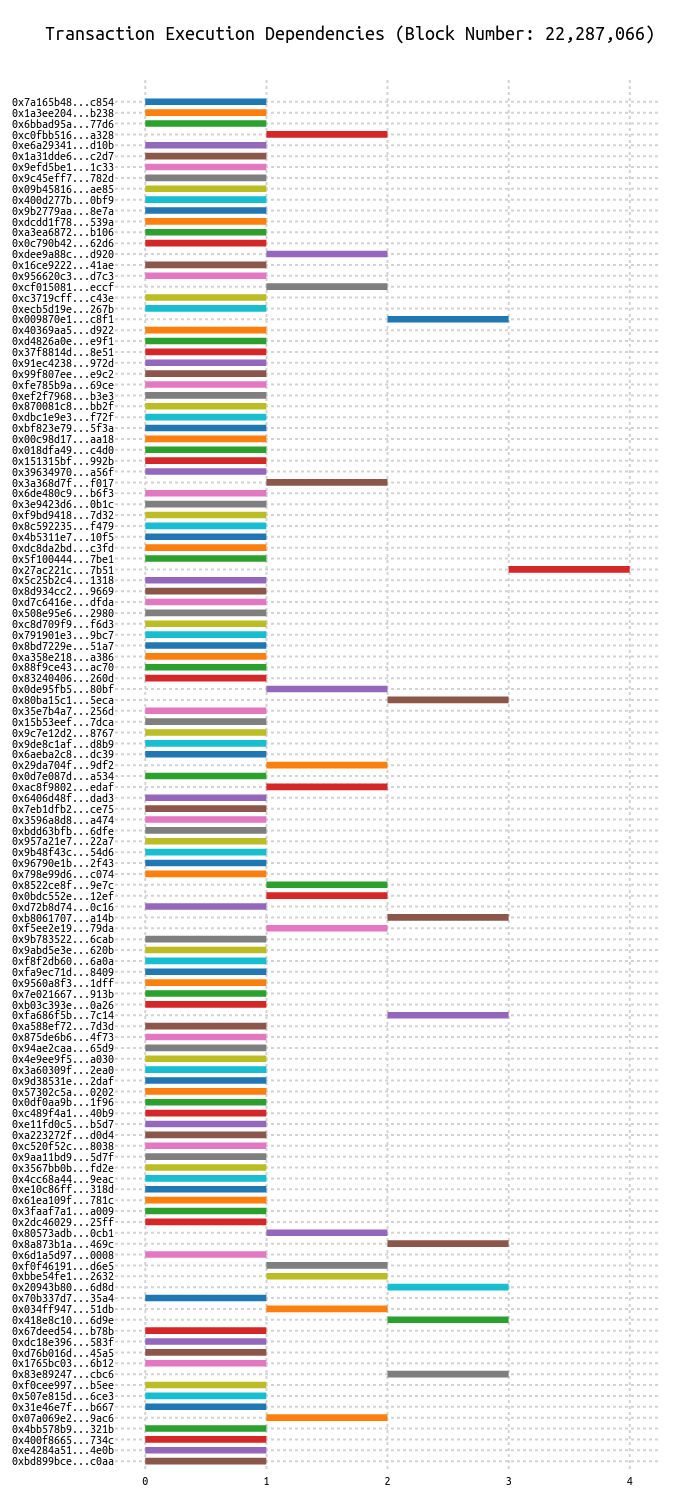 Transaction Execution Dependencies (Block Number: 22,287,066)
0x7a165b48...c854
0x1a3ee204...b238
0x6bbad95a...77d6
0xc0fbb516...a328
0xe6a29341...d10b
0x1a31dde6...c2d7
0x9efd5be1...1c33
0x9c45eff7...782d
0x09b45816...ae85
0x400d277b...0bf9
0x9b2779aa...8e7a
0xdcdd1f78...539a
0xa3ea6872...b106
0x0c790b42...62d6
0xdee9a88c...d920
0x16ce9222...41ae
0x956620c3...d7c3
0xcf015081...eccf
0xc3719cff...c43e
0xecb5d19e...267b
0x009870e1...c8f1
0x40369aa5...d922
0xd4826a0e...e9f1
0x37f8814d...8e51
0x91ec4238...972d
0x99f807ee...e9c2
0xfe785b9a...69ce
0xef2f7968...b3e3
0x870081c8...bb2f
0xdbc1e9e3...f72f
0xbf823e79...5f3a
0x00c98d17...aa18
0x018dfa49...c4d0
0x151315bf...992b
0x39634970...a56f
0x3a368d7f...f017
0x6de480c9...b6f3
0x3e9423d6...0b1c
0xf9bd9418...7d32
0x8c592235...f479
0x4b5311e7...10f5
0xdc8da2bd...c3fd
0x5f100444...7be1
0x27ac221c...7b51
0x5c25b2c4...1318
0x8d934cc2...9669
0xd7c6416e...dfda
0x508e95e6...2980
0xc8d709f9...f6d3
0x791901e3...9bc7
0x8bd7229e...51a7
0xa358e218...a386
0x88f9ce43...ac70
0x83240406...260d
0x0de95fb5...80bf
0x80ba15c1...5eca
0x35e7b4a7...256d
0x15b53eef...7dca
0x9c7e12d2...8767
0x9de8c1af...d8b9
0x6aeba2c8...dc39
0x29da704f...9df2
0x0d7e087d...a534
0xac8f9802...edaf
0x6406d48f...dad3
0x7eb1dfb2...ce75
0x3596a8d8...a474
0xbdd63bfb...6dfe
0x957a21e7...22a7
0x9b48f43c...54d6
0x96790e1b...2f43
0x798e99d6...c074
0x8522ce8f...9e7c
0x0bdc552e...12ef
0xd72b8d74...0c16
0xb8061707...a14b
0xf5ee2e19...79da
0x9b783522...6cab
0x9abd5e3e...620b
0xf8f2db60...6a0a
0xfa9ec71d...8409
0x9560a8f3...1dff
0x7e021667...913b
0xb03c393e...0a26
0xfa686f5b...7c14
0xa588ef72...7d3d
0x875de6b6...4f73
0x94ae2caa...65d9
0x4e9ee9f5...a030
0x3a60309f...2ea0
0x9d38531e...2daf
0x57302c5a...0202
0x0df0aa9b...1f96
0xc489f4a1...40b9
0xe11fd0c5...b5d7
0xa223272f...d0d4
0xc520f52c...8038
0x9aa11bd9...5d7f
0x3567bb0b...fd2e
0x4cc68a44...9eac
0xe10c86ff...318d
0x61ea109f...781c
0x3faaf7a1...a009
0x2dc46029...25ff
0x80573adb...0cb1
0x8a873b1a...469c
0x6d1a5d97...0008
0xf0f46191...d6e5
0xbbe54fe1...2632
0x20943b80...6d8d
0x70b337d7...35a4
0x034ff947...51db
0x418e8c10...6d9e
0x67deed54...b78b
0xdc18e396...583f
0xd76b016d...45a5
0x1765bc03...6b12
0x83e89247...cbc6
0xf0cee997...b5ee
0x507e815d...6ce3
0x31e46e7f...b667
0x07a069e2...9ac6
0x4bb578b9...321b
0x400f8665...734c
0xe4284a51...4e0b
0xbd899bce...c0aa
0 1 2 3 4